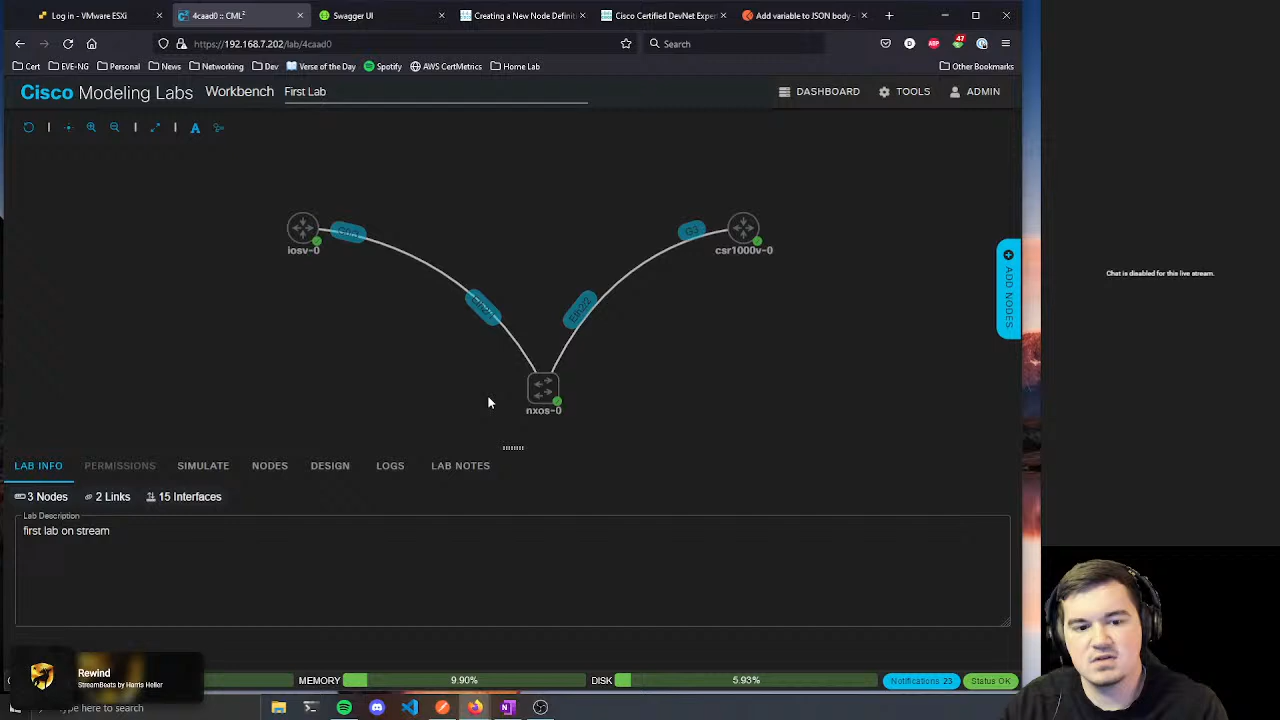 Log in - VMware ESXi
4caad0 :: CML²
Swagger UI
Creating a New Node Definiti
Cisco Certified DevNet Expert
Add variable to JSON body -
https://192.168.7.202/lab/4caad0
Search
47
Cert
EVE-NG
Personal
News
Networking
Dev
Verse of the Day
Spotify
AWS CertMetrics
Home Lab
Other Bookmarks
Cisco Modeling Labs
Workbench
First Lab
DASHBOARD
TOOLS
ADMIN
A
G3
iosv-0
csr1000v-0
Eth2/2
ADD NODES
Chat is disabled for this live stream.
nxos-0
LAB INFO
PERMISSIONS
SIMULATE
NODES
DESIGN
LOGS
LAB NOTES
3 Nodes
2 Links
15 Interfaces
Lab Description
first lab on stream
Rewind
StreamBeats by Harris Heller
MEMORY
9.90%
DISK
5.93%
Notifications 23
Status OK
here to search